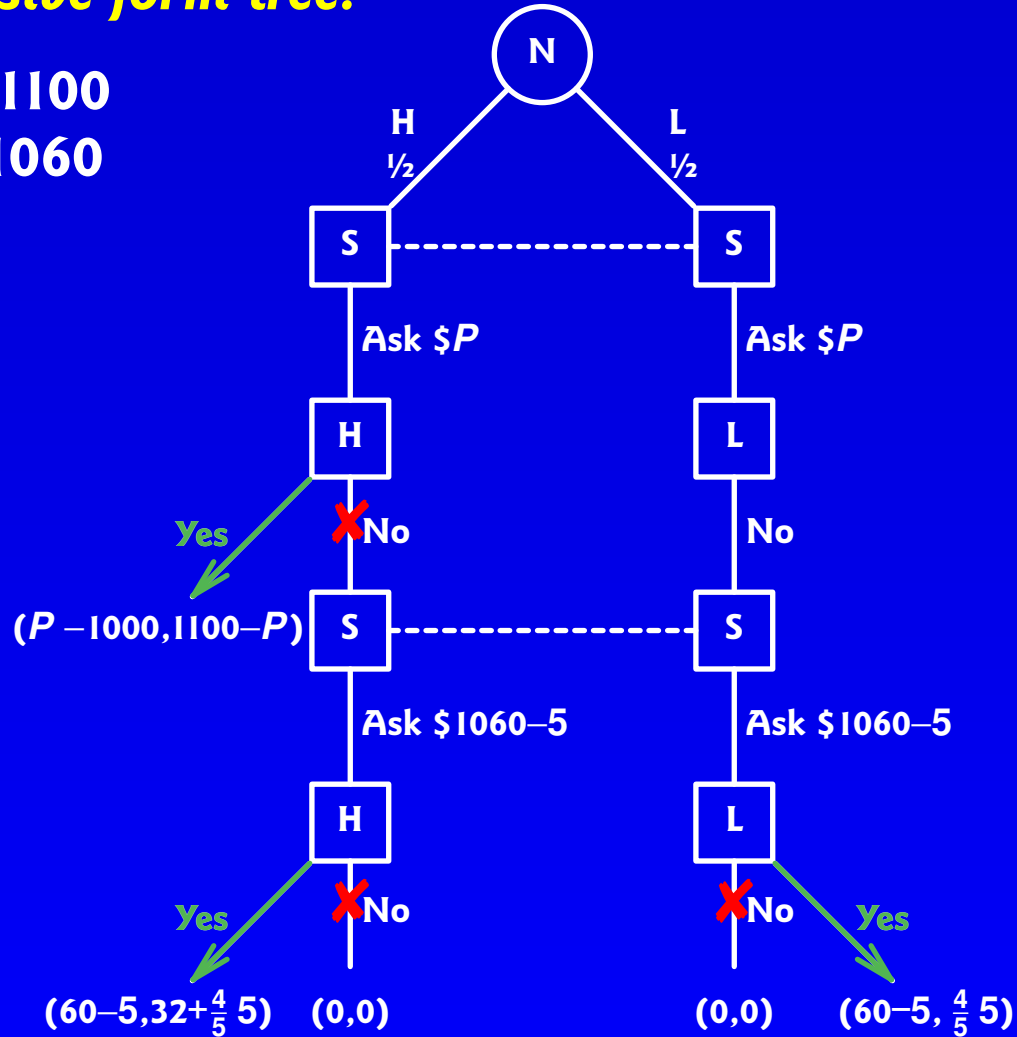 form tree:
1100
1060
N
H L
½ ½
S S
Ask $P Ask $P
H L
Yes ✘No No
(P –1000,1100–P) S S
Ask $1060–5 Ask $1060–5
H L
Yes ✘No ✘No Yes
(60–5,32+⅘ 5) (0,0) (0,0) (60–5, ⅘ 5)